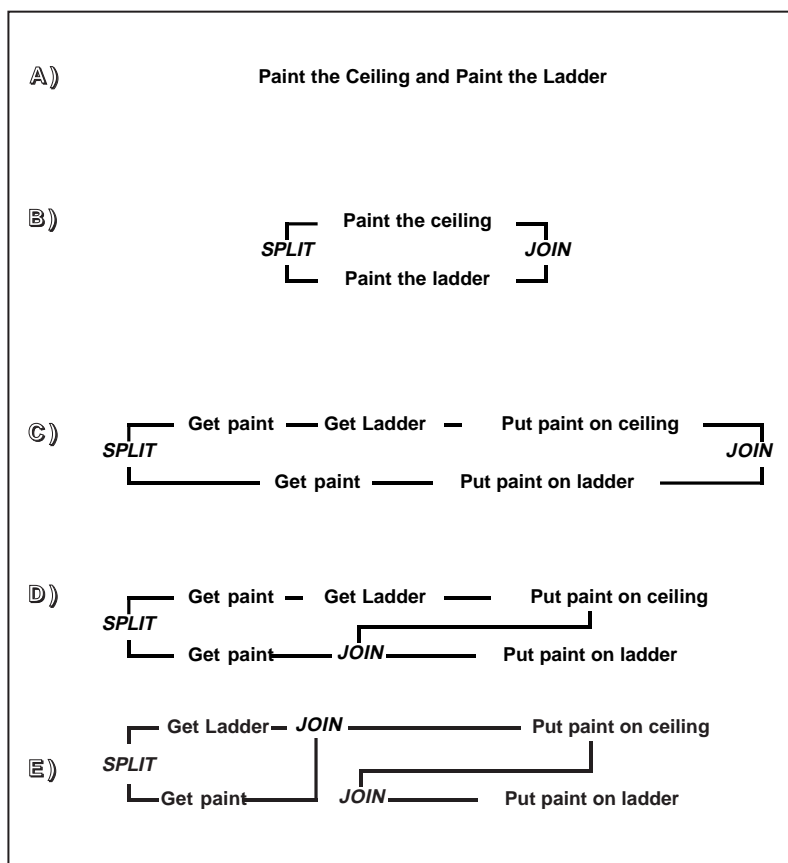 A) Paint the Ceiling and Paint the Ladder
B) Paint the ceiling
SPLIT JOIN
Paint the ladder
C) Get paint Get Ladder Put paint on ceiling
SPLIT JOIN
Get paint Put paint on ladder
D) Get paint Get Ladder Put paint on ceiling
SPLIT
Get paint JOIN Put paint on ladder
Get Ladder JOIN Put paint on ceiling
E) SPLIT
Get paint JOIN Put paint on ladder